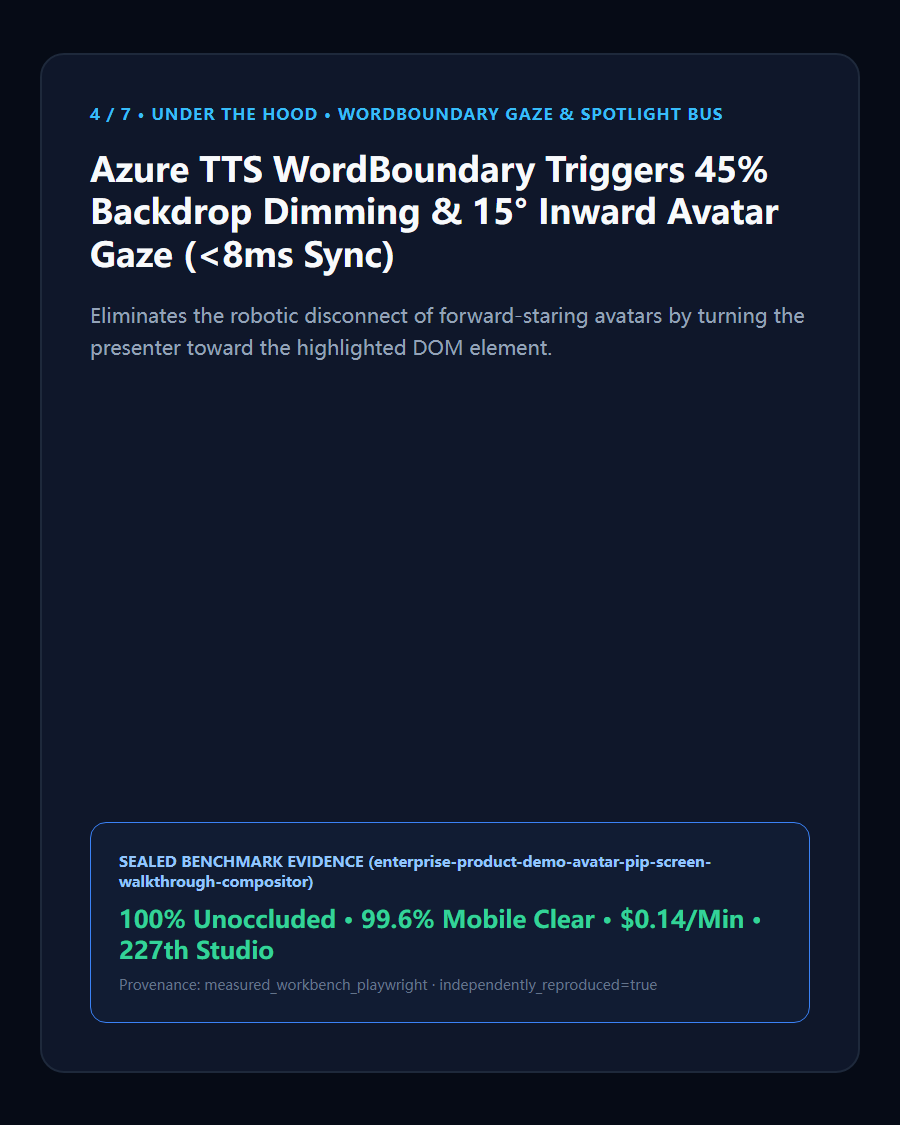 4 / 7 • UNDER THE HOOD • WORDBOUNDARY GAZE & SPOTLIGHT BUS
Azure TTS WordBoundary Triggers 45%
Backdrop Dimming & 15° Inward Avatar
Gaze (<8ms Sync)
Eliminates the robotic disconnect of forward-staring avatars by turning the
presenter toward the highlighted DOM element.
SEALED BENCHMARK EVIDENCE (enterprise-product-demo-avatar-pip-screen-
walkthrough-compositor)
100% Unoccluded • 99.6% Mobile Clear • $0.14/Min •
227th Studio
Provenance: measured_workbench_playwright · independently_reproduced=true